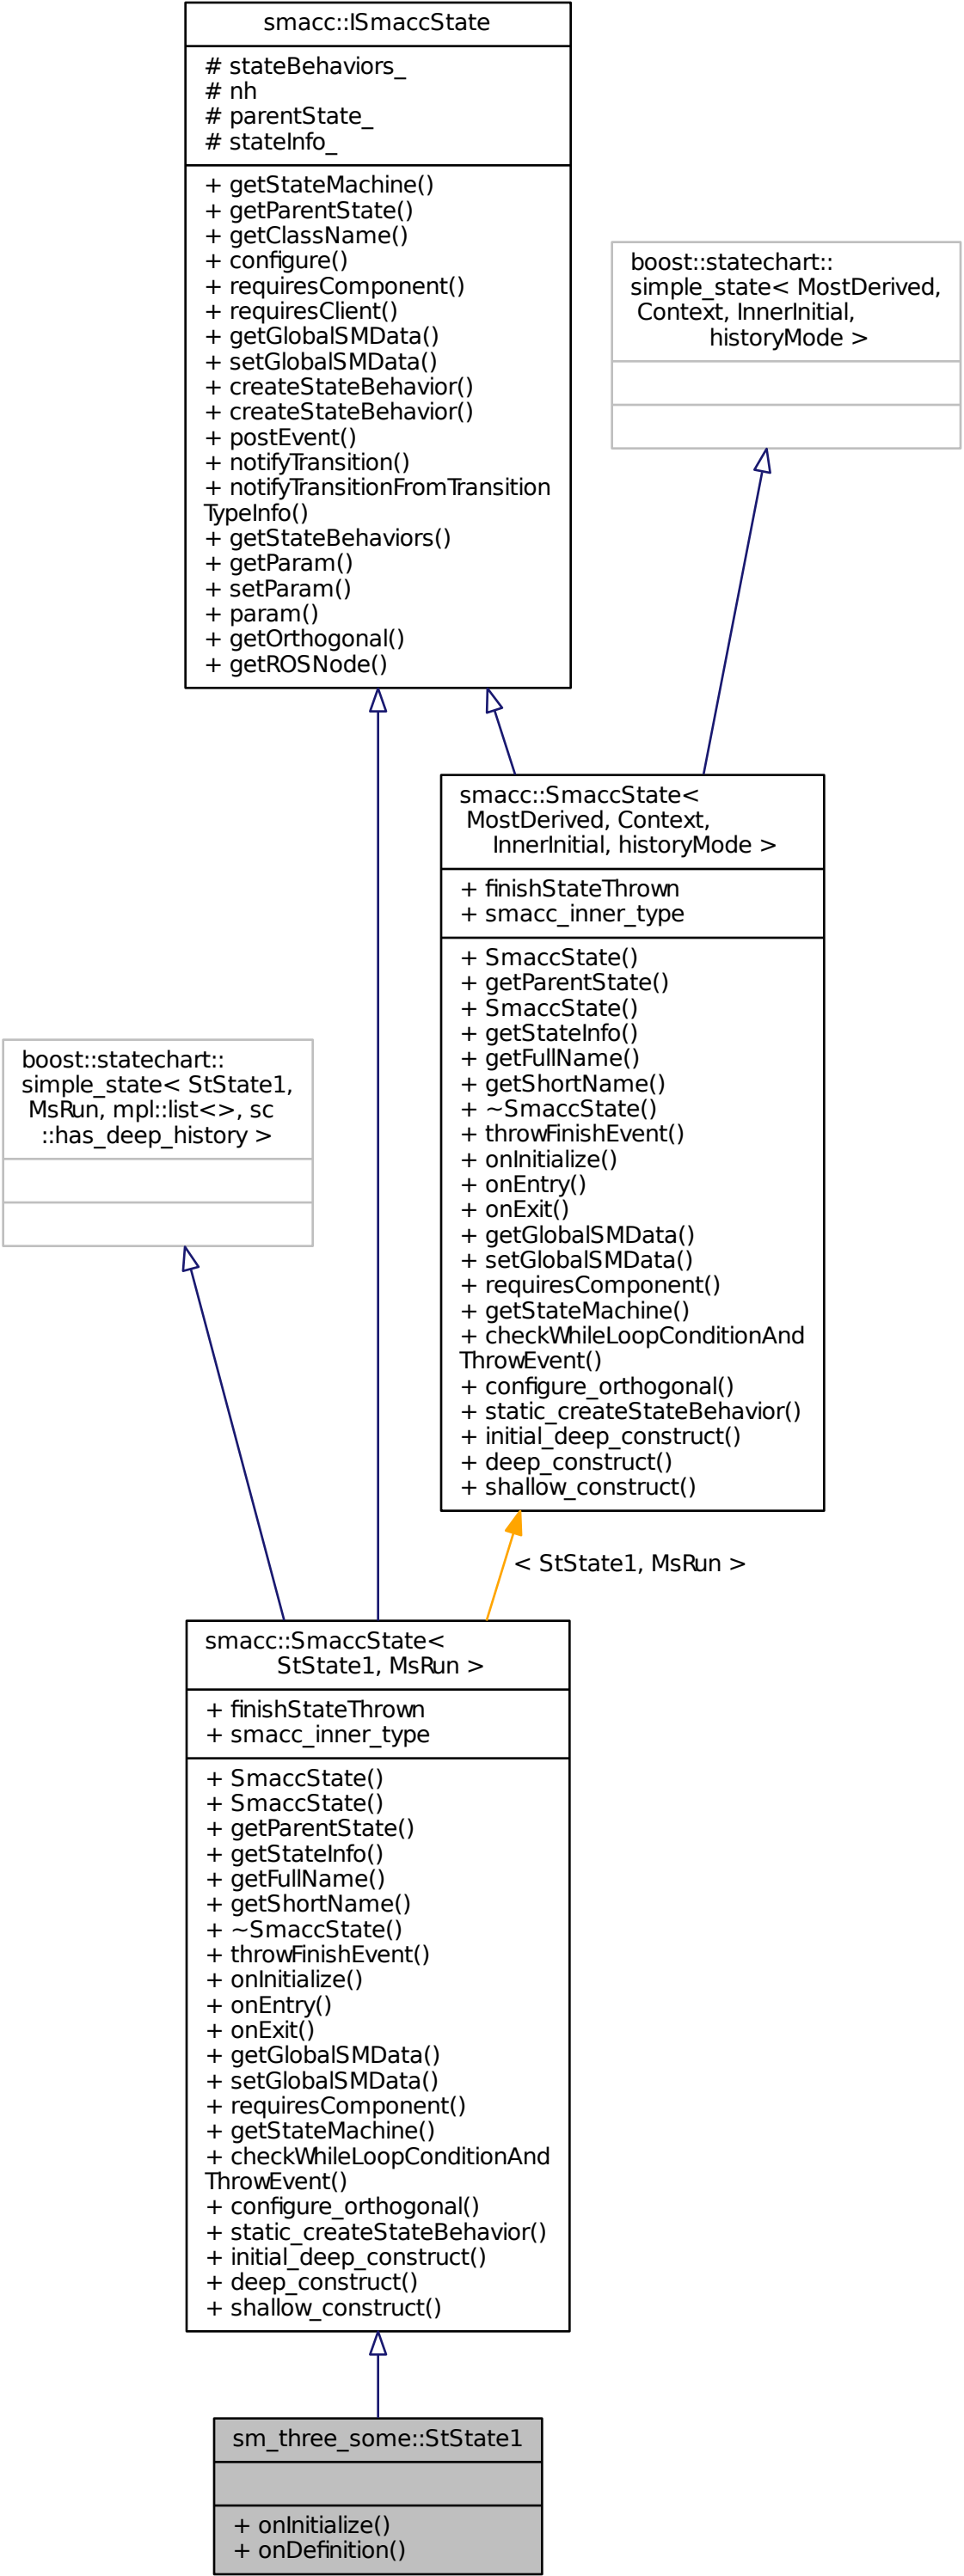 smacc::ISmaccState
# stateBehaviors_
# nh
# parentState_
# stateInfo_
+ getStateMachine()
+ getParentState()
+ getClassName()
+ configure()
+ requiresComponent()
+ requiresClient()
+ getGlobalSMData()
+ setGlobalSMData()
+ createStateBehavior()
+ createStateBehavior()
+ postEvent()
+ notifyTransition()
+ notifyTransitionFromTransition
TypeInfo()
+ getStateBehaviors()
+ getParam()
+ setParam()
+ param()
+ getOrthogonal()
+ getROSNode()
boost::statechart::
simple_state< MostDerived,
Context, InnerInitial,
historyMode >
smacc::SmaccState<
MostDerived, Context,
InnerInitial, historyMode >
+ finishStateThrown
+ smacc_inner_type
+ SmaccState()
+ getParentState()
+ SmaccState()
+ getStateInfo()
+ getFullName()
+ getShortName()
+ ~SmaccState()
+ throwFinishEvent()
+ onInitialize()
+ onEntry()
+ onExit()
+ getGlobalSMData()
+ setGlobalSMData()
+ requiresComponent()
+ getStateMachine()
+ checkWhileLoopConditionAnd
ThrowEvent()
+ configure_orthogonal()
+ static_createStateBehavior()
+ initial_deep_construct()
+ deep_construct()
+ shallow_construct()
boost::statechart::
simple_state< StState1,
MsRun, mpl::list<>, sc
::has_deep_history >
< StState1, MsRun >
smacc::SmaccState<
StState1, MsRun >
+ finishStateThrown
+ smacc_inner_type
+ SmaccState()
+ SmaccState()
+ getParentState()
+ getStateInfo()
+ getFullName()
+ getShortName()
+ ~SmaccState()
+ throwFinishEvent()
+ onInitialize()
+ onEntry()
+ onExit()
+ getGlobalSMData()
+ setGlobalSMData()
+ requiresComponent()
+ getStateMachine()
+ checkWhileLoopConditionAnd
ThrowEvent()
+ configure_orthogonal()
+ static_createStateBehavior()
+ initial_deep_construct()
+ deep_construct()
+ shallow_construct()
sm_three_some::StState1
+ onInitialize()
+ onDefinition()